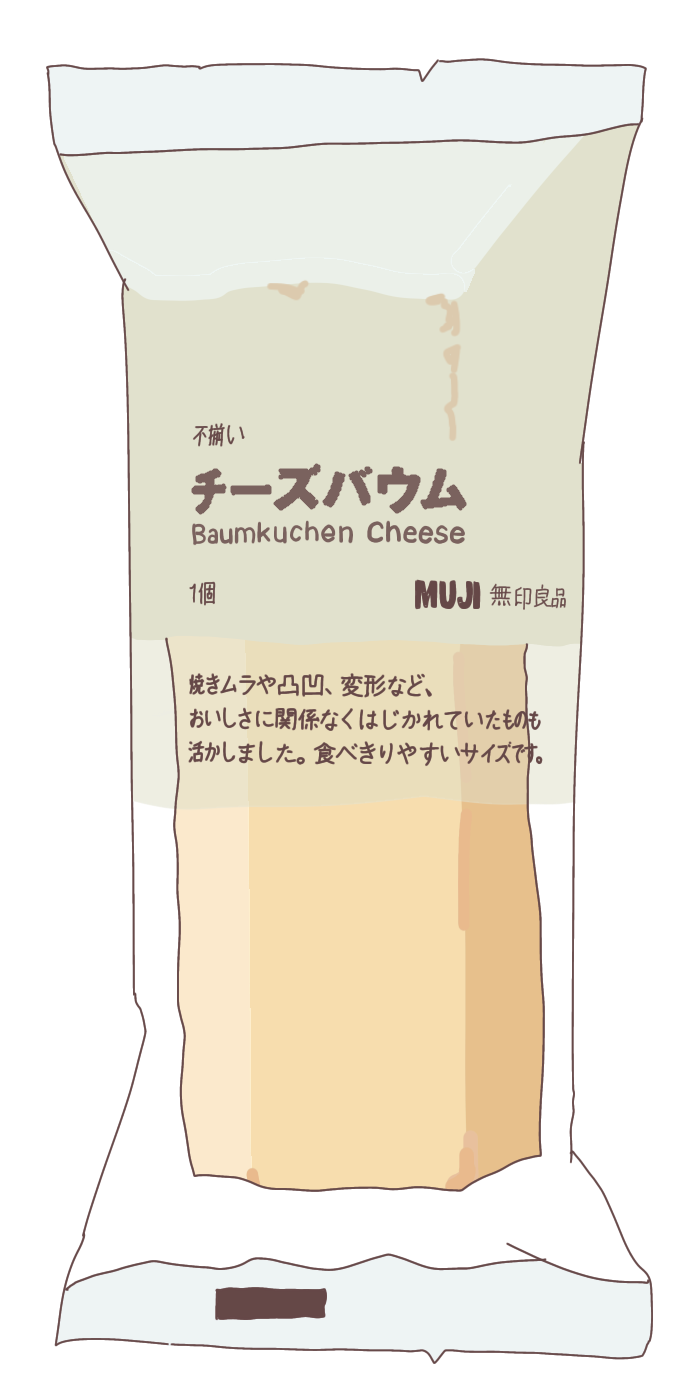 不揃い
チーズバウム
Baumkuchen Cheese
1個
MUJI 無印良品
焼きムラや凸凹、変形など、
おいしさに関係なくはじかれていたものも
活かしました。食べきりやすいサイズです。